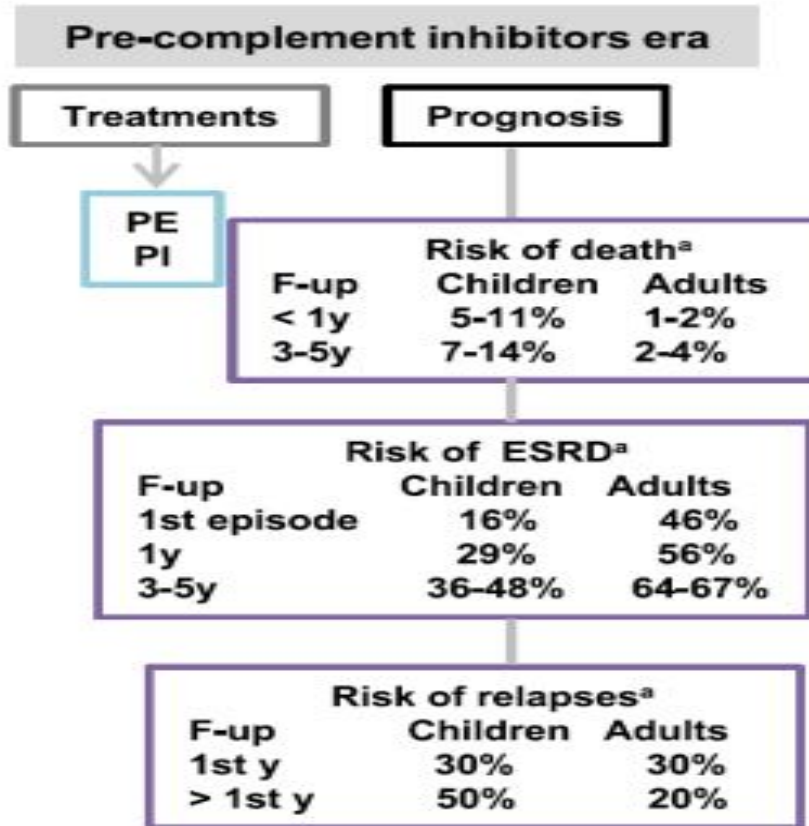 Pre-complement inhibitors era
Treatments
Prognosis
PE
PI
Risk of deathᵃ
F-up Children Adults
< 1y 5-11% 1-2%
3-5y 7-14% 2-4%
Risk of ESRDᵃ
F-up Children Adults
1st episode 16% 46%
1y 29% 56%
3-5y 36-48% 64-67%
Risk of relapsesᵃ
F-up Children Adults
1st y 30% 30%
> 1st y 50% 20%